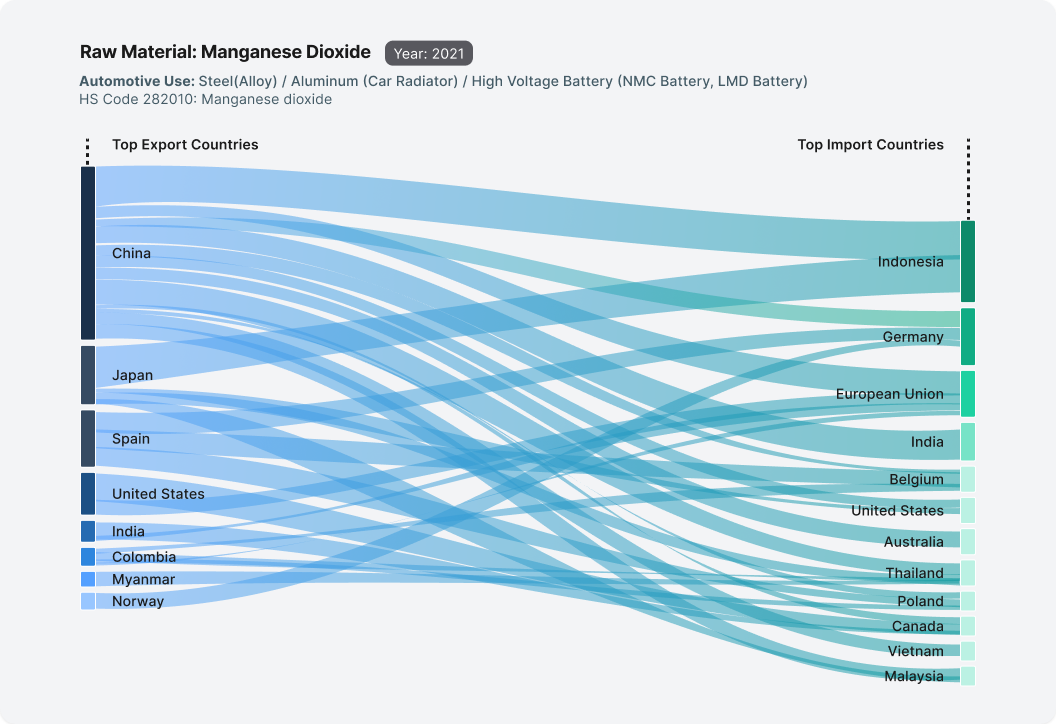 Raw Material: Manganese Dioxide Year: 2021
Automotive Use: Steel(Alloy) / Aluminum (Car Radiator) / High Voltage Battery (NMC Battery, LMD Battery)
HS Code 282010: Manganese dioxide
Top Export Countries
Top Import Countries
China
Japan
Spain
United States
India
Colombia
Myanmar
Norway
Indonesia
Germany
European Union
India
Belgium
United States
Australia
Thailand
Poland
Canada
Vietnam
Malaysia